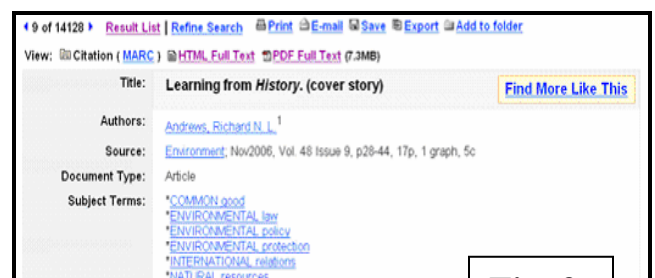 9 of 14128 Result List | Refine Search Print E-mail Save Export Add to folder
View: Citation ( MARC ) HTML Full Text PDF Full Text (7.3MB)
Title: Learning from History. (cover story) Find More Like This
Authors: Andrews, Richard N. L.1
Source: Environment; Nov2006, Vol. 48 Issue 9, p28-44, 17p, 1 graph, 5c
Document Type: Article
Subject Terms: *COMMON good
*ENVIRONMENTAL law
*ENVIRONMENTAL policy
*ENVIRONMENTAL protection
*INTERNATIONAL relations
*NATURAL resources